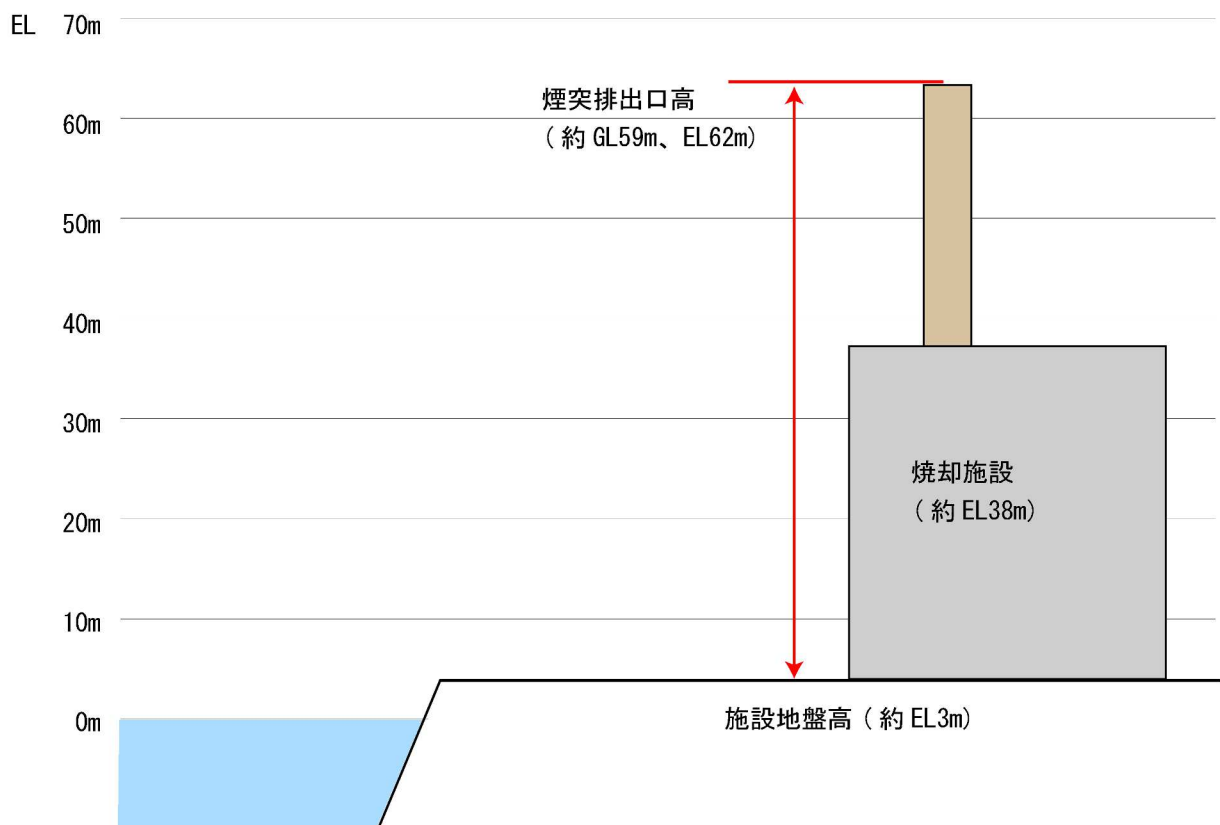 EL 70m
煙突排出口高
（約 GL59m、EL62m）
60m
50m
40m
30m
焼却施設
（約 EL38m）
20m
10m
0m
施設地盤高（約 EL3m）